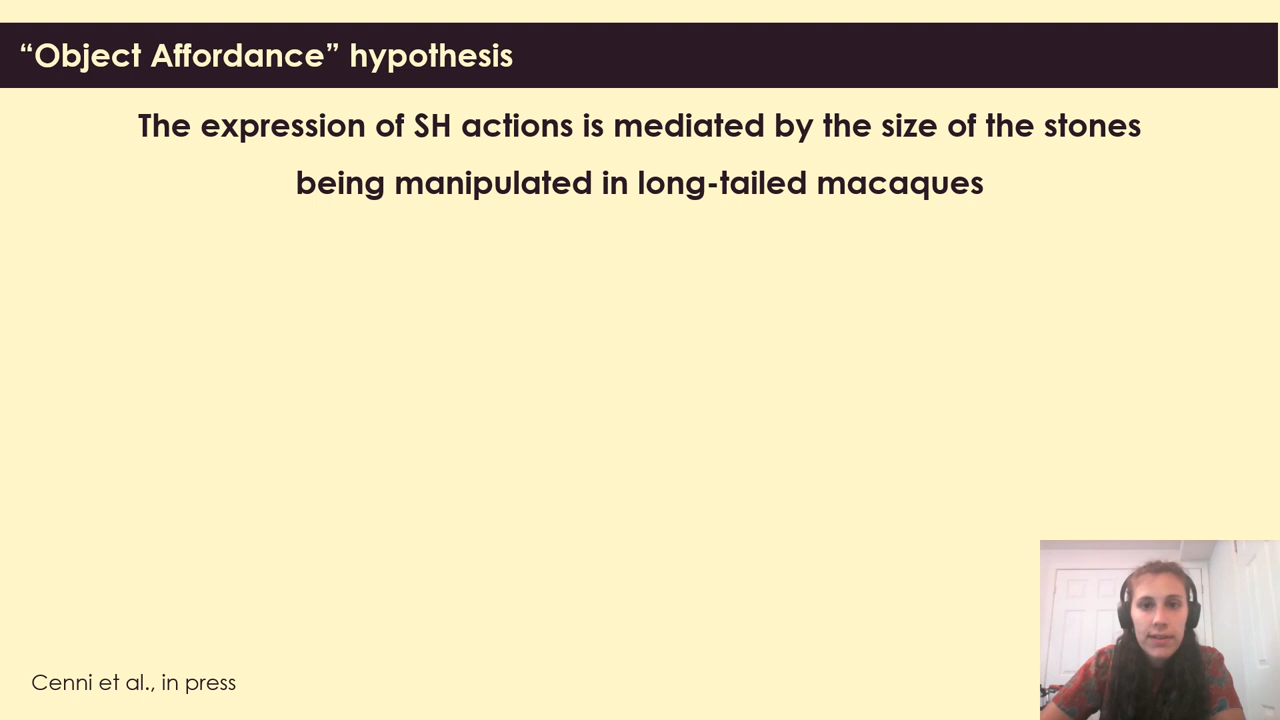 “Object Affordance” hypothesis
The expression of SH actions is mediated by the size of the stones
being manipulated in long-tailed macaques
Cenni et al., in press